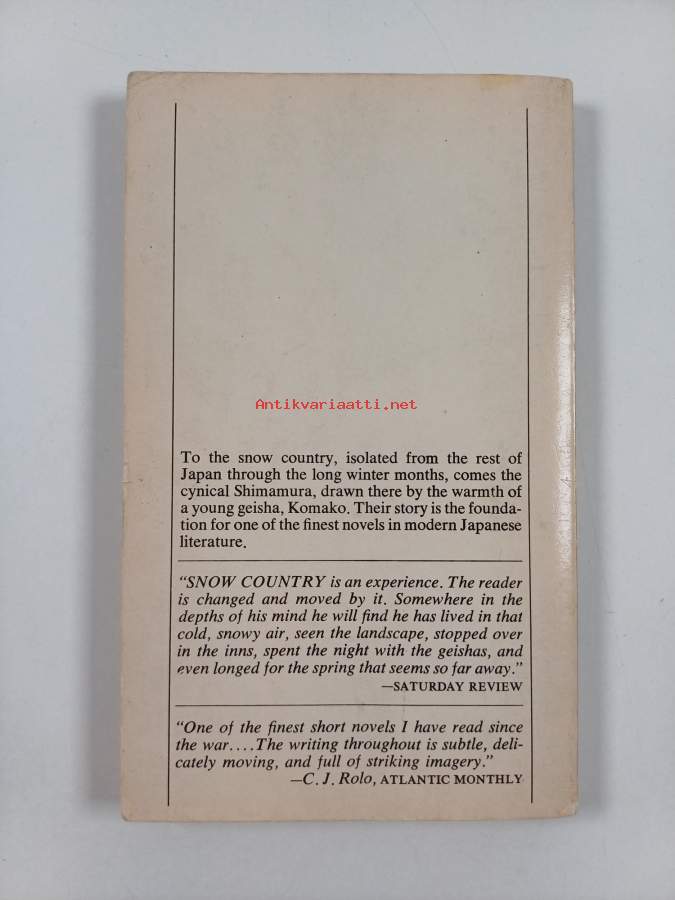 Antikvariaatti.net
To the snow country, isolated from the rest of
Japan through the long winter months, comes the
cynical Shimamura, drawn there by the warmth of
a young geisha, Komako. Their story is the founda-
tion for one of the finest novels in modern Japanese
literature.
"SNOW COUNTRY is an experience. The reader
is changed and moved by it. Somewhere in the
depths of his mind he will find he has lived in that
cold, snowy air, seen the landscape, stopped over
in the inns, spent the night with the geishas, and
even longed for the spring that seems so far away."
—SATURDAY REVIEW
"One of the finest short novels I have read since
the war....The writing throughout is subtle, deli-
cately moving, and full of striking imagery."
—C. J. Rolo, ATLANTIC MONTHLY